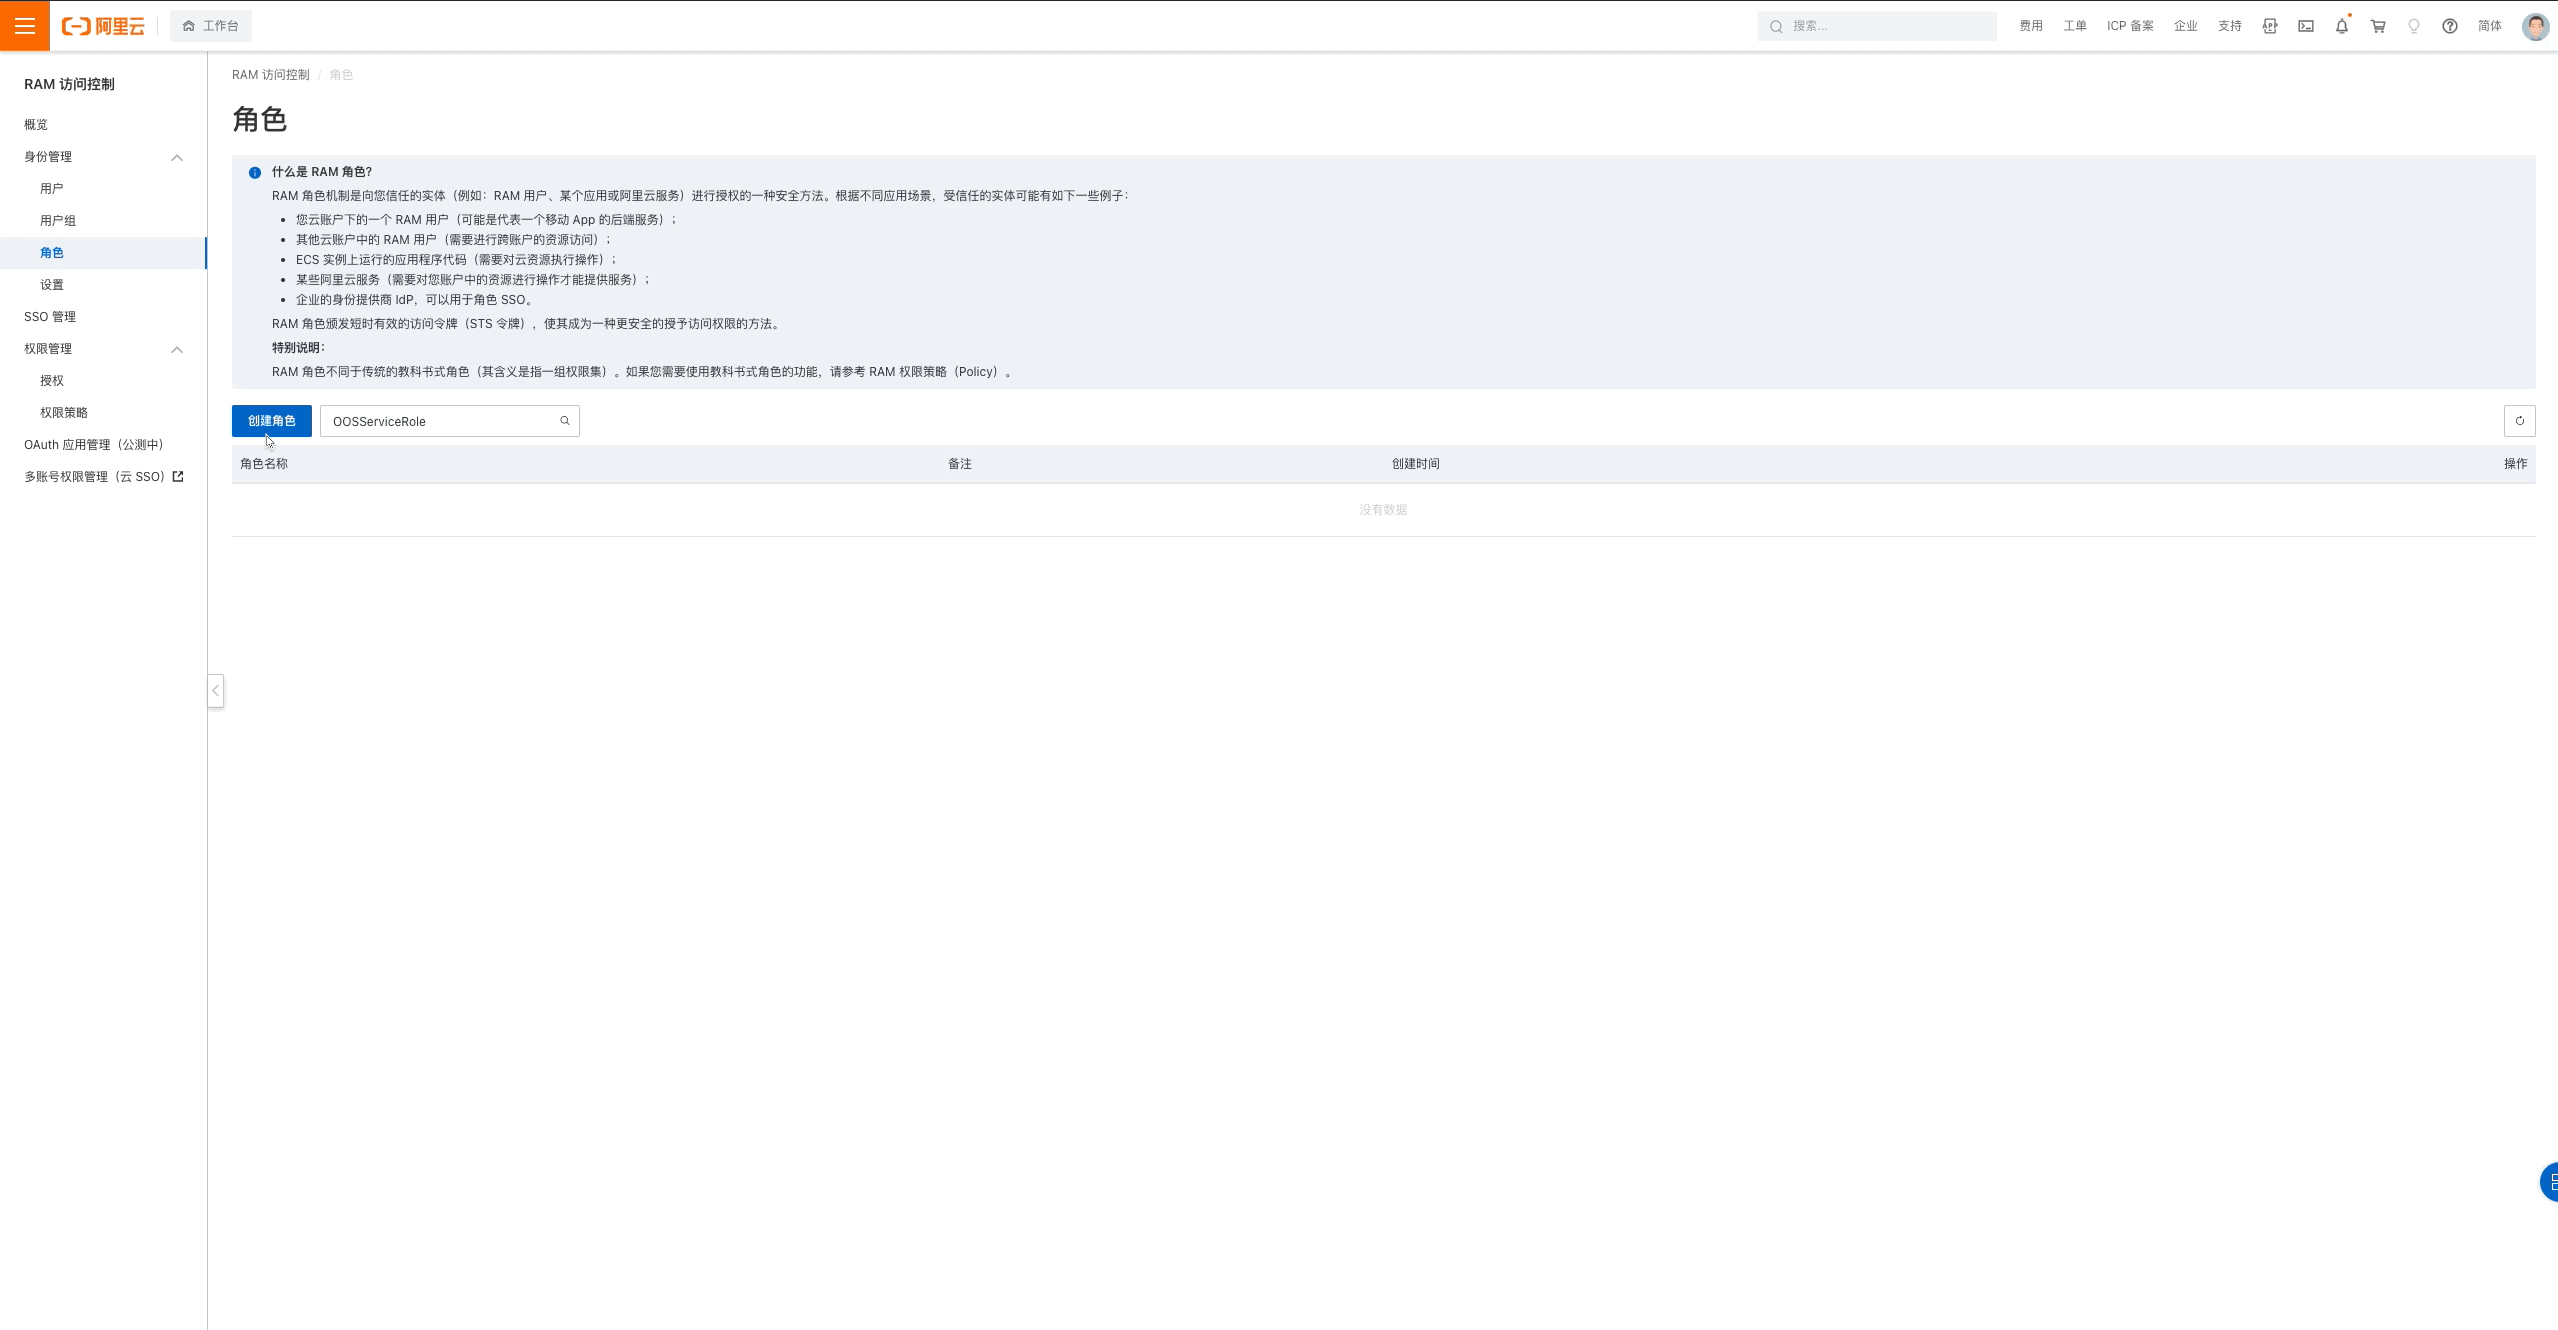 阿里云
工作台
搜索...
费用
工单
ICP 备案
企业
支持
简体
RAM 访问控制
概览
身份管理
用户
用户组
角色
设置
SSO 管理
权限管理
授权
权限策略
OAuth 应用管理（公测中）
多账号权限管理（云 SSO）
RAM 访问控制 / 角色
角色
什么是 RAM 角色?
RAM 角色机制是向您信任的实体（例如：RAM 用户、某个应用或阿里云服务）进行授权的一种安全方法。根据不同应用场景，受信任的实体可能有如下一些例子：
• 您云账户下的一个 RAM 用户（可能是代表一个移动 App 的后端服务）；
• 其他云账户中的 RAM 用户（需要进行跨账户的资源访问）；
• ECS 实例上运行的应用程序代码（需要对云资源执行操作）；
• 某些阿里云服务（需要对您账户中的资源进行操作才能提供服务）；
• 企业的身份提供商 IdP，可以用于角色 SSO。
RAM 角色颁发短时有效的访问令牌（STS 令牌），使其成为一种更安全的授予访问权限的方法。
特别说明：
RAM 角色不同于传统的教科书式角色（其含义是指一组权限集）。如果您需要使用教科书式角色的功能，请参考 RAM 权限策略（Policy）。
创建角色
OOSServiceRole
角色名称
备注
创建时间
操作
没有数据